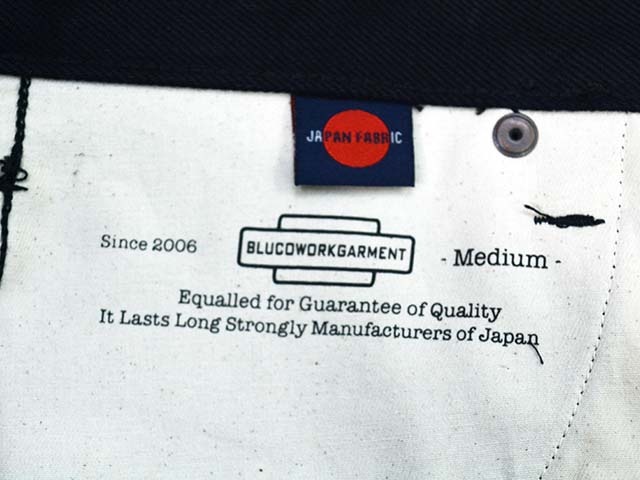 JAPAN FABRIC
Since 2006
BLUCOWORKGARMENT
- Medium -
Equalled for Guarantee of Quality
It Lasts Long Strongly Manufacturers of Japan